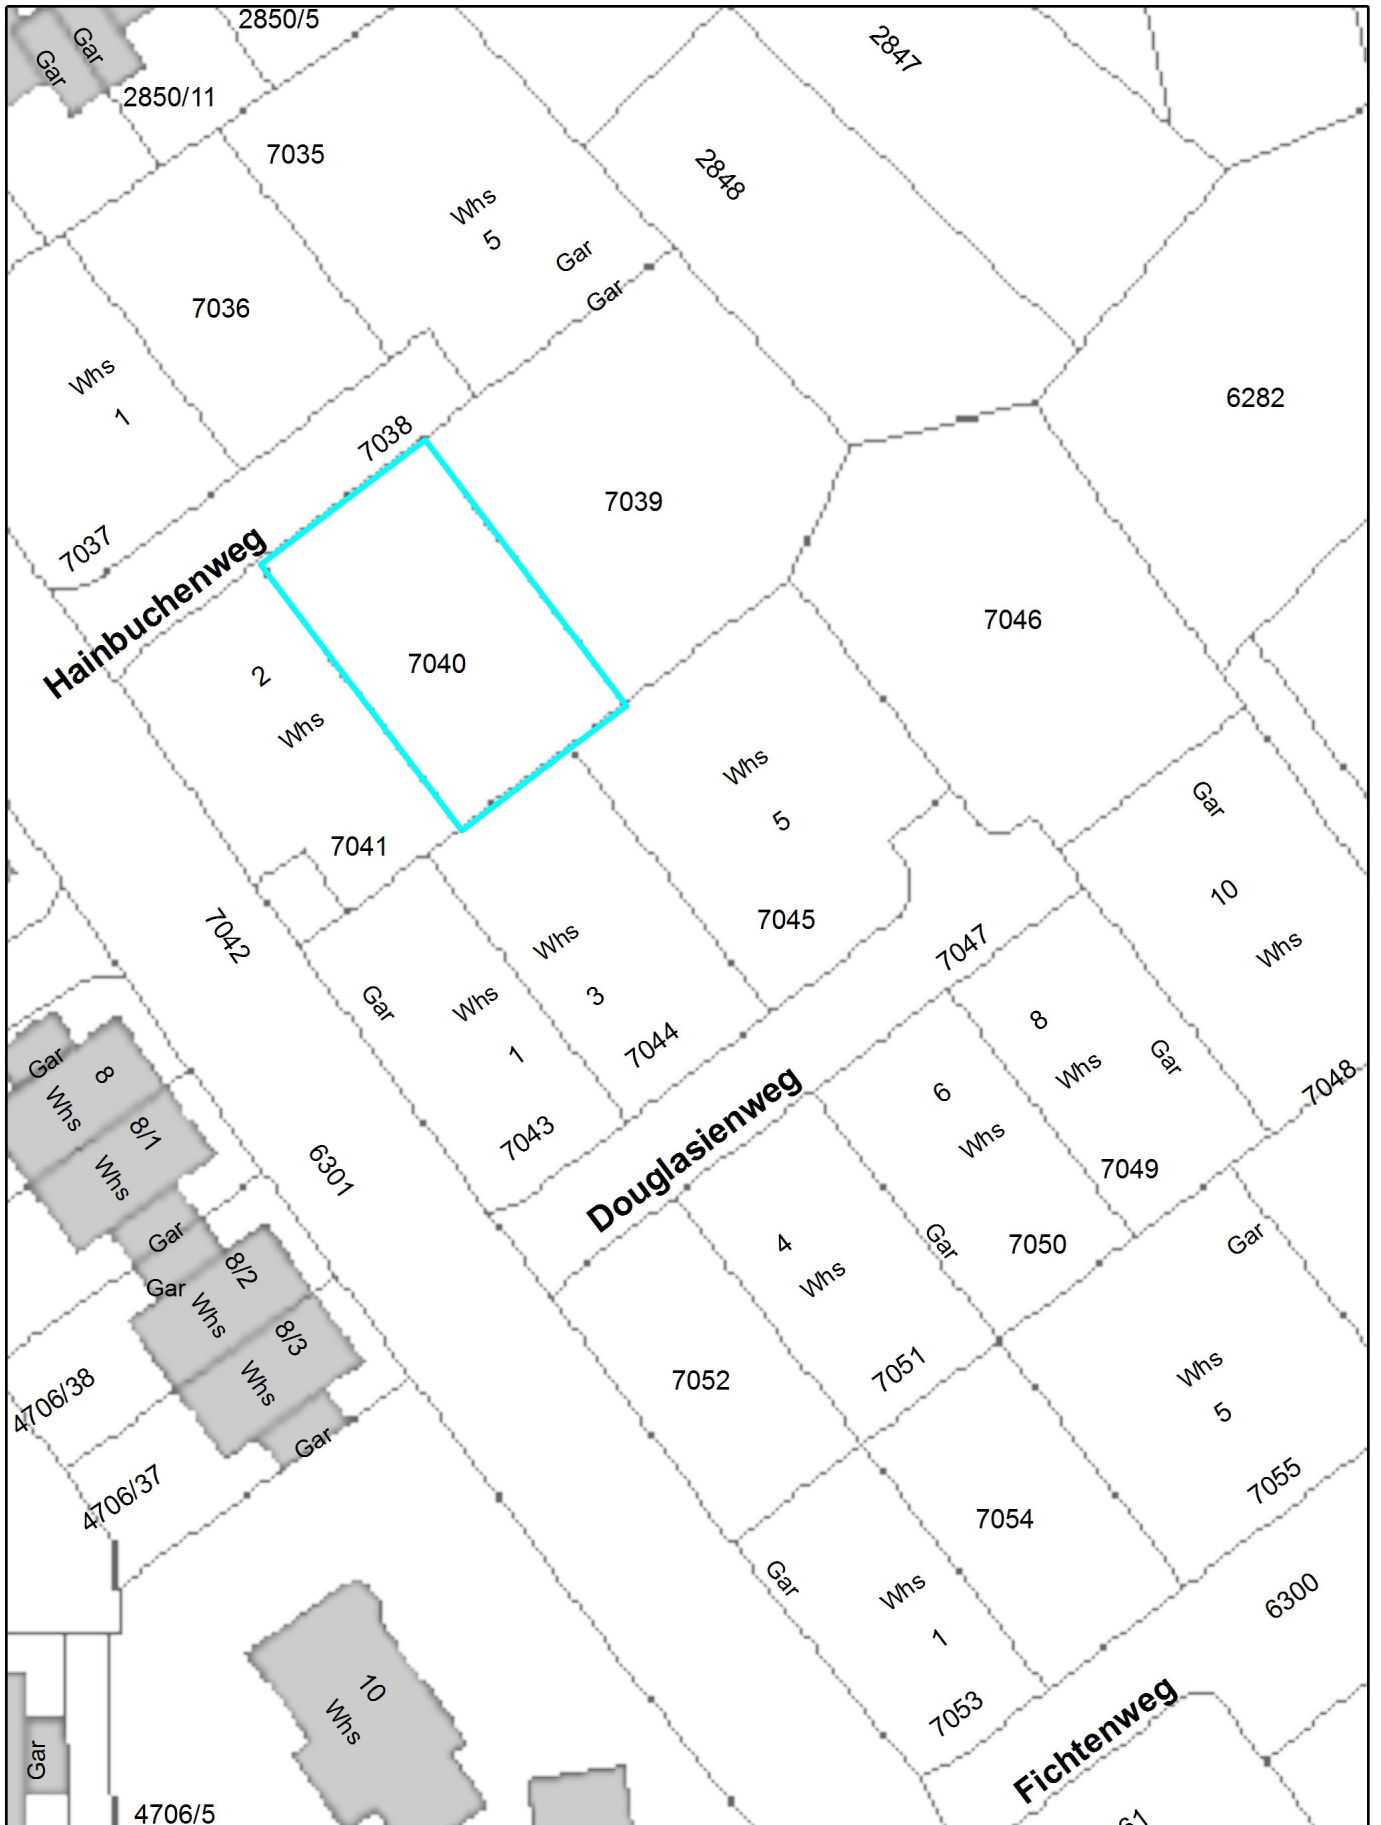 2850/5
Gar
Gar
2847
2850/11
7035
2848
Whs
5
Gar
Gar
7036
Whs
1
6282
7038
7039
7037
Hainbuchenweg
7046
2
7040
Whs
Whs
5
Gar
7041
10
7045
7042
Whs
7047
Whs
Gar
Whs
3
1
8
7044
Gar
8
Whs
Whs
Gar
7048
6
8/1
Whs
Douglasienweg
7043
7049
Whs
6301
Gar
8/2
4
Gar
7050
Gar
Whs
Gar
Whs
8/3
7052
7051
Whs
5
4706/38
Whs
Gar
7055
4706/37
7054
Gar
Whs
1
6300
10
Whs
7053
Fichtenweg
Gar
4706/5
61